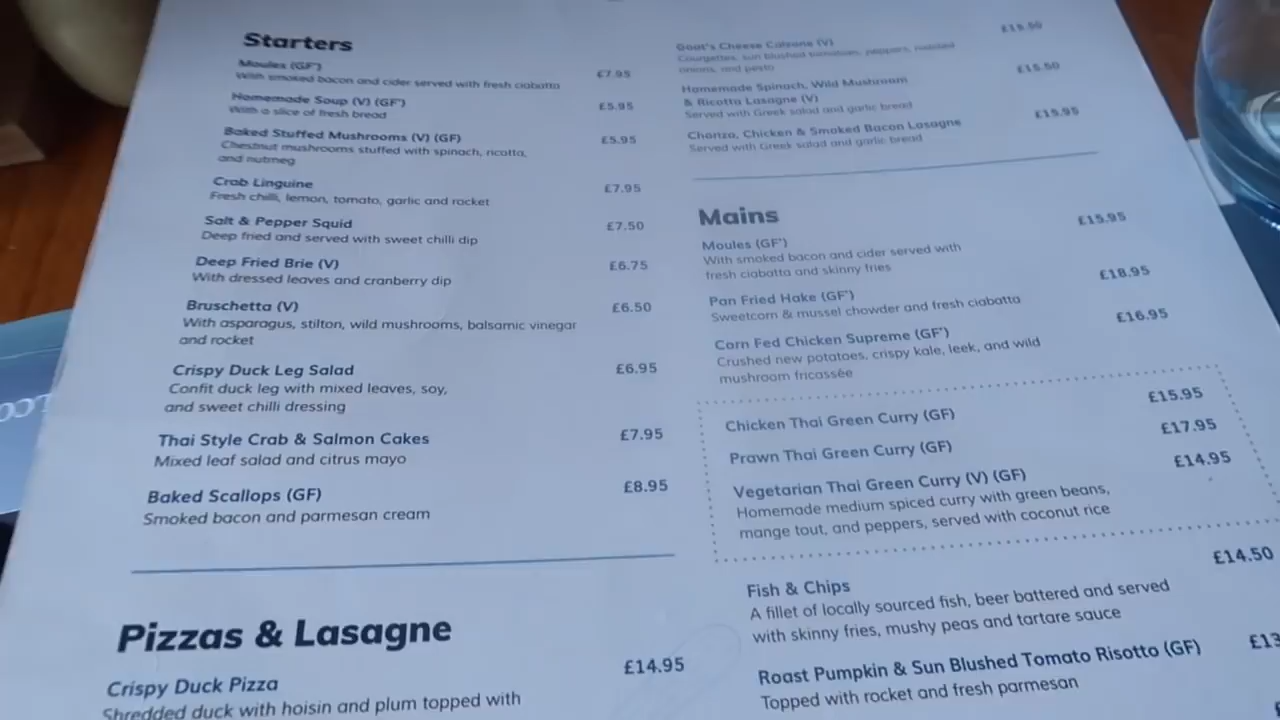 Starters
Moules (GF*) £7.95
With smoked bacon and cider served with fresh ciabatta
Homemade Soup (V) (GF*) £5.95
With a slice of fresh bread
Baked Stuffed Mushrooms (V) (GF) £5.95
Chestnut mushrooms stuffed with spinach, ricotta,
and nutmeg
Crab Linguine £7.95
Fresh chilli, lemon, tomato, garlic and rocket
Salt & Pepper Squid £7.50
Deep fried and served with sweet chilli dip
Deep Fried Brie (V) £6.75
With dressed leaves and cranberry dip
Bruschetta (V) £6.50
With asparagus, stilton, wild mushrooms, balsamic vinegar
and rocket
Crispy Duck Leg Salad £6.95
Confit duck leg with mixed leaves, soy,
and sweet chilli dressing
Thai Style Crab & Salmon Cakes £7.95
Mixed leaf salad and citrus mayo
Baked Scallops (GF) £8.95
Smoked bacon and parmesan cream
Pizzas & Lasagne
Crispy Duck Pizza £14.95
Shredded duck with hoisin and plum topped with
Goat's Cheese Calzone (V)
Courgettes, sun blushed tomatoes, peppers,
onions, and pesto
Homemade Spinach, Wild Mushroom £15.50
& Ricotta Lasagne (V)
Served with Greek salad and garlic bread
Chorizo, Chicken & Smoked Bacon Lasagne £15.95
Served with Greek salad and garlic bread
Mains
Moules (GF*) £15.95
With smoked bacon and cider served with
fresh ciabatta and skinny fries
Pan Fried Hake (GF*) £18.95
Sweetcorn & mussel chowder and fresh ciabatta
Corn Fed Chicken Supreme (GF*) £16.95
Crushed new potatoes, crispy kale, leek, and wild
mushroom fricassée
Chicken Thai Green Curry (GF) £15.95
Prawn Thai Green Curry (GF) £17.95
Vegetarian Thai Green Curry (V) (GF) £14.95
Homemade medium spiced curry with green beans,
mange tout, and peppers, served with coconut rice
Fish & Chips £14.50
A fillet of locally sourced fish, beer battered and served
with skinny fries, mushy peas and tartare sauce
Roast Pumpkin & Sun Blushed Tomato Risotto (GF) £13
Topped with rocket and fresh parmesan